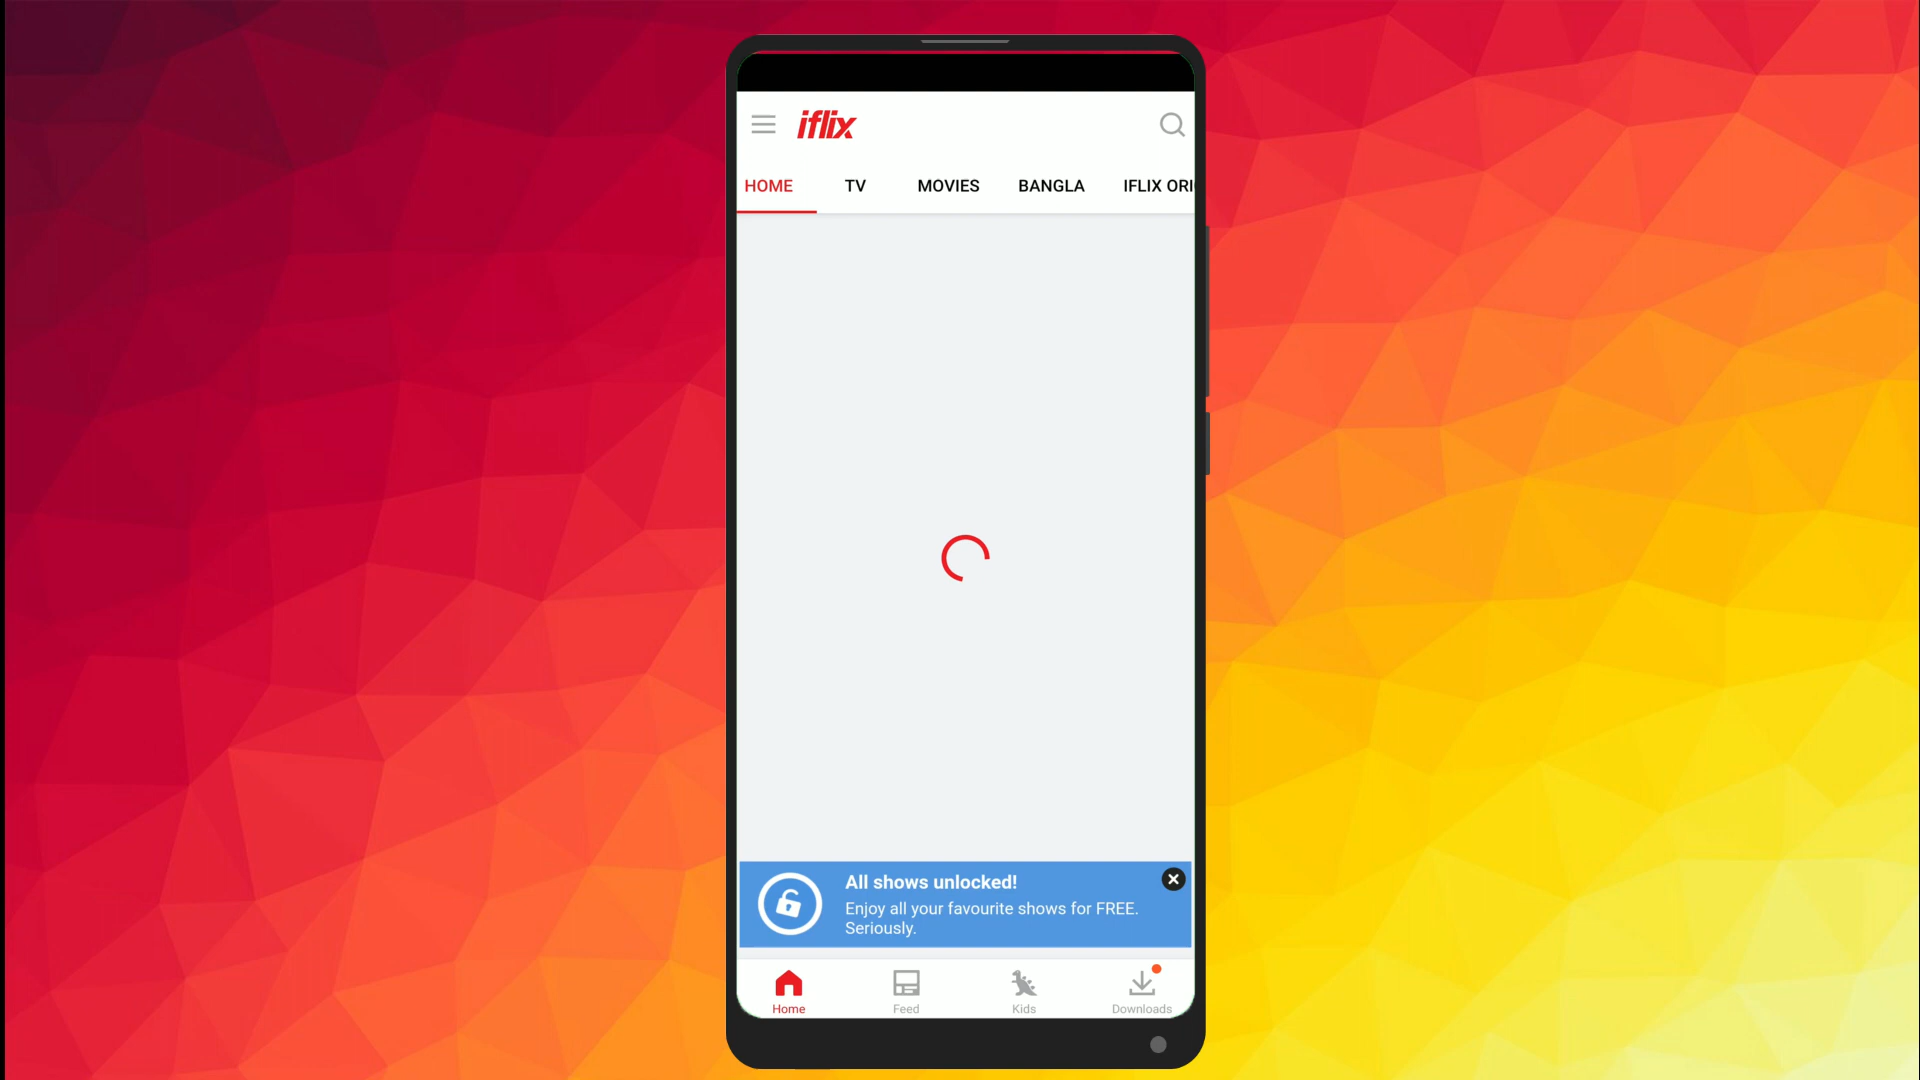 iflix
HOME TV MOVIES BANGLA IFLIX ORI
All shows unlocked!
Enjoy all your favourite shows for FREE.
Seriously.
Home Feed Kids Downloads